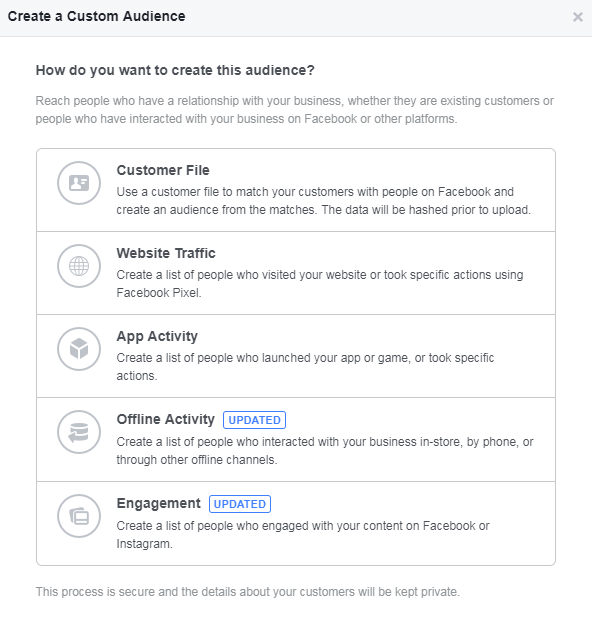 Create a Custom Audience
How do you want to create this audience?
Reach people who have a relationship with your business, whether they are existing customers or
people who have interacted with your business on Facebook or other platforms.
Customer File
Use a customer file to match your customers with people on Facebook and
create an audience from the matches. The data will be hashed prior to upload.
Website Traffic
Create a list of people who visited your website or took specific actions using
Facebook Pixel.
App Activity
Create a list of people who launched your app or game, or took specific
actions.
Offline Activity UPDATED
Create a list of people who interacted with your business in-store, by phone, or
through other offline channels.
Engagement UPDATED
Create a list of people who engaged with your content on Facebook or
Instagram.
This process is secure and the details about your customers will be kept private.